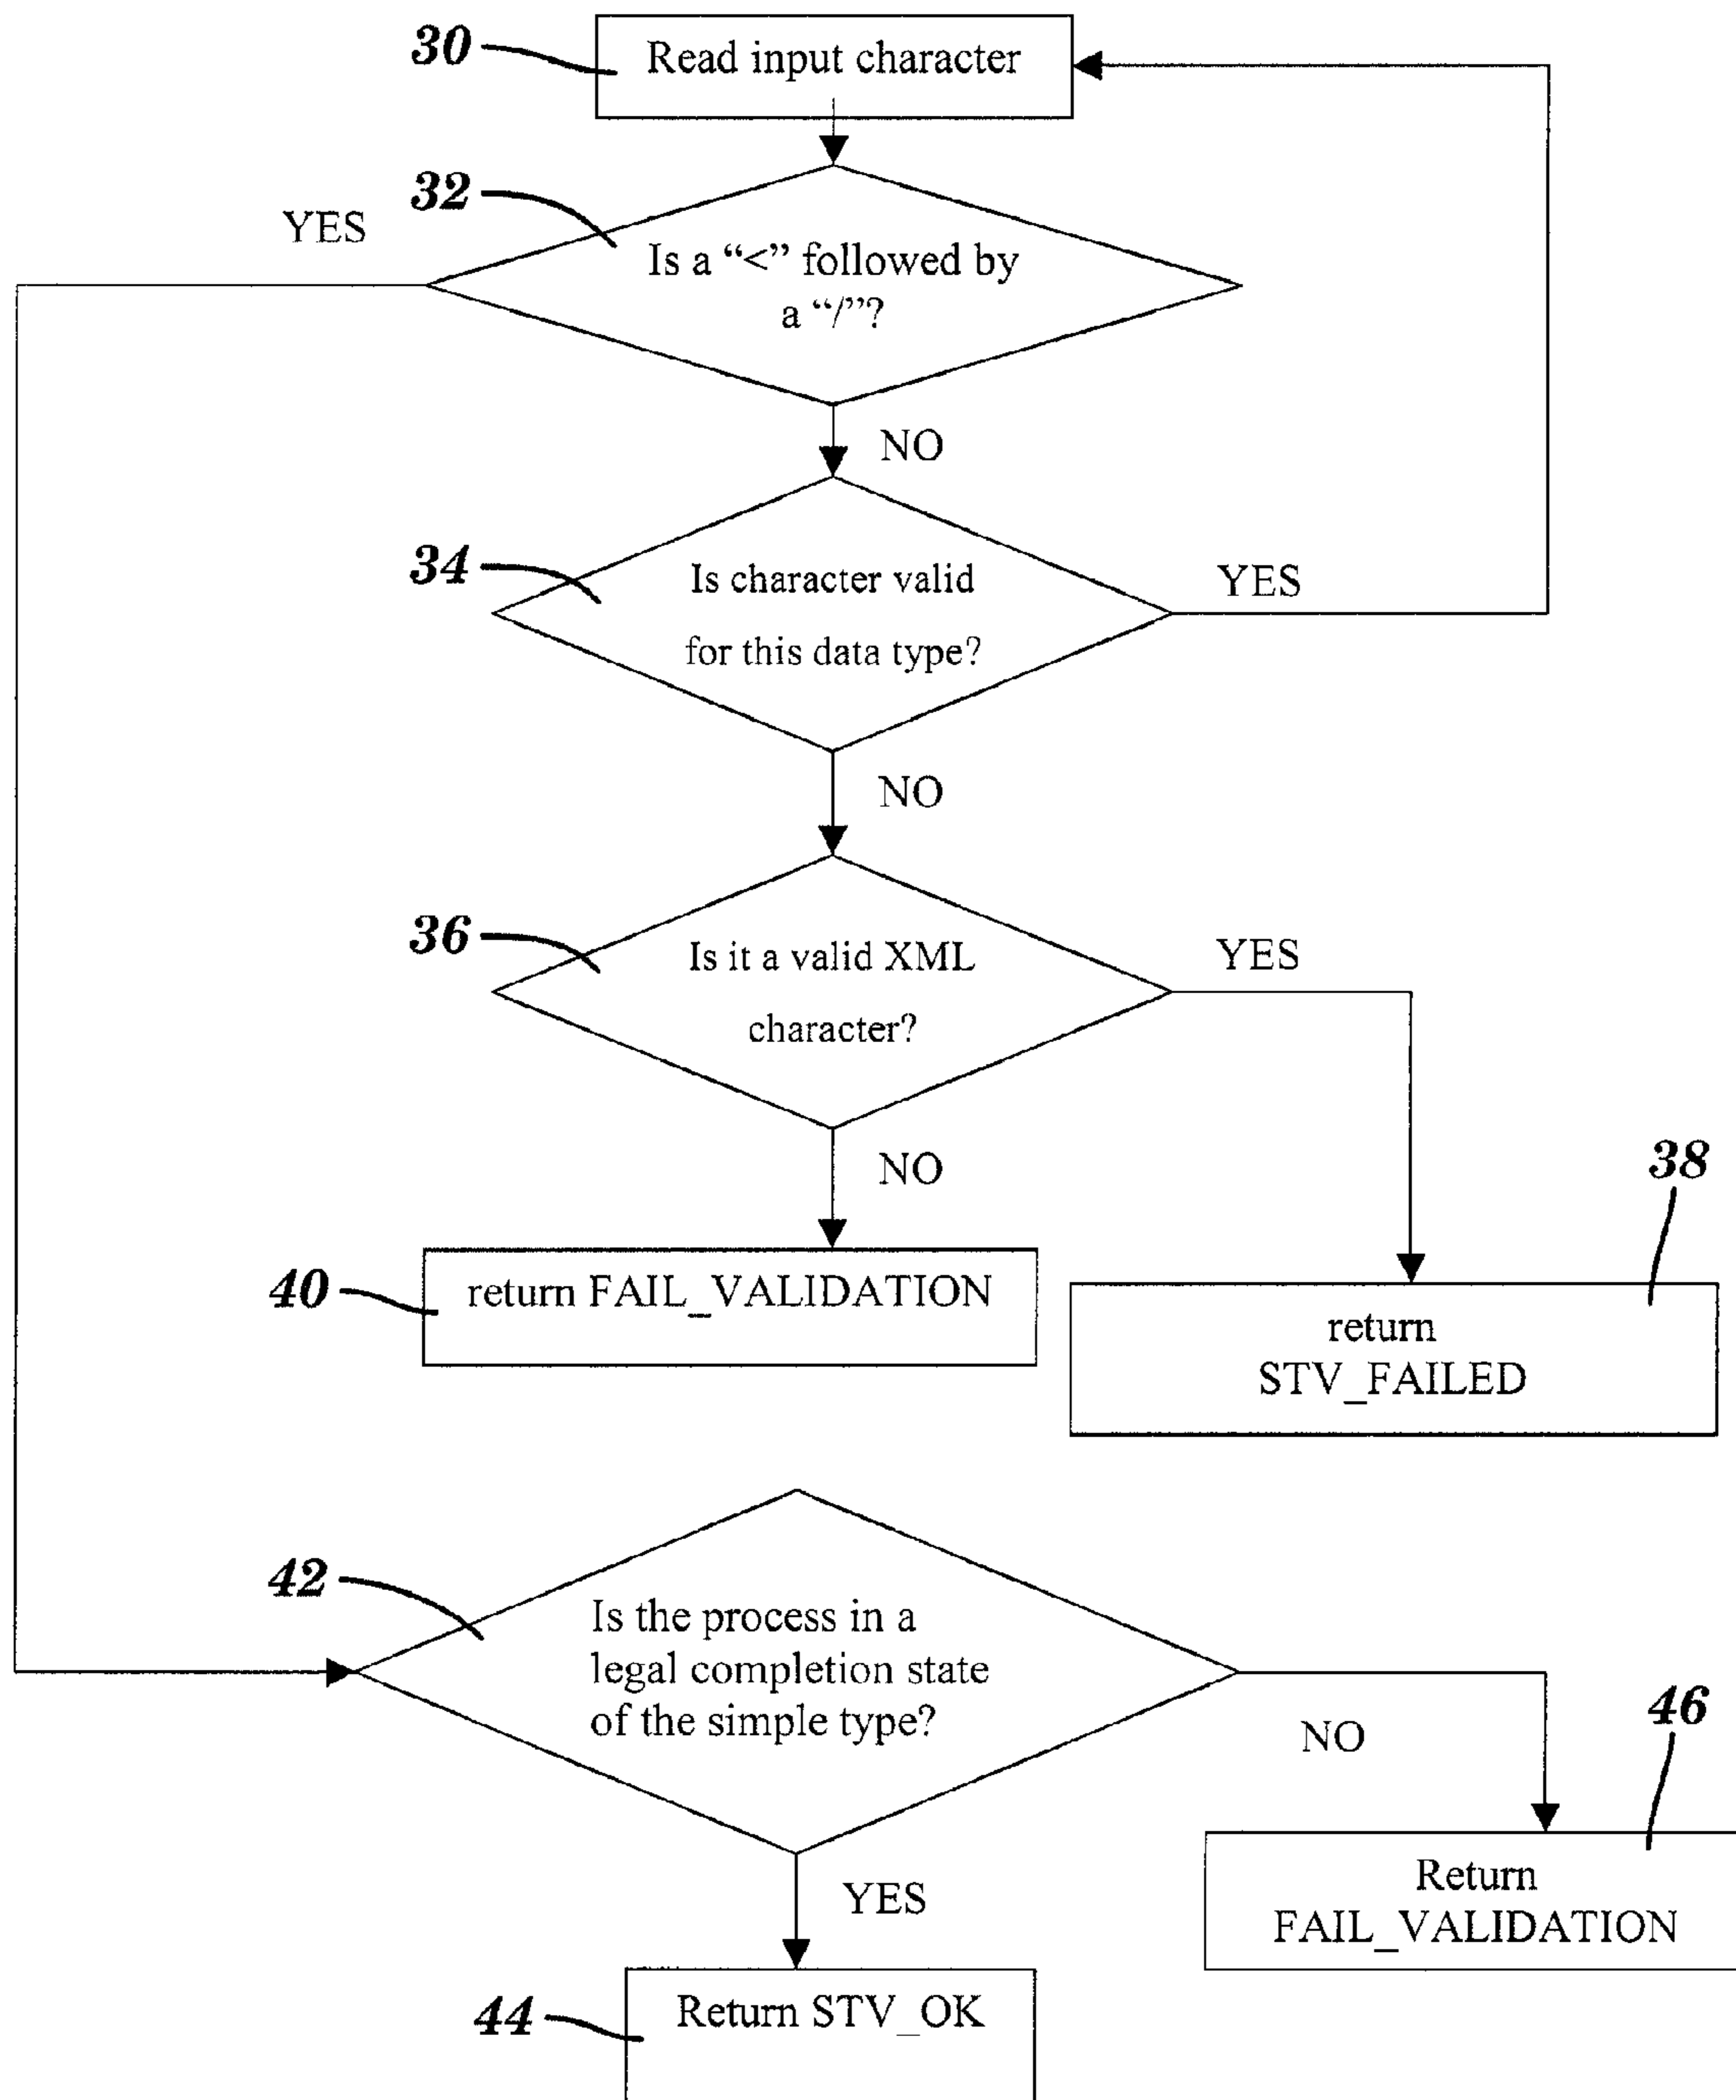 30
Read input character
32
YES
Is a “<” followed by
a “/”?
NO
34
Is character valid
for this data type?
YES
NO
36
Is it a valid XML
character?
YES
NO
38
40
return FAIL_VALIDATION
return
STV_FAILED
42
Is the process in a
legal completion state
of the simple type?
NO
46
YES
Return
FAIL_VALIDATION
44
Return STV_OK